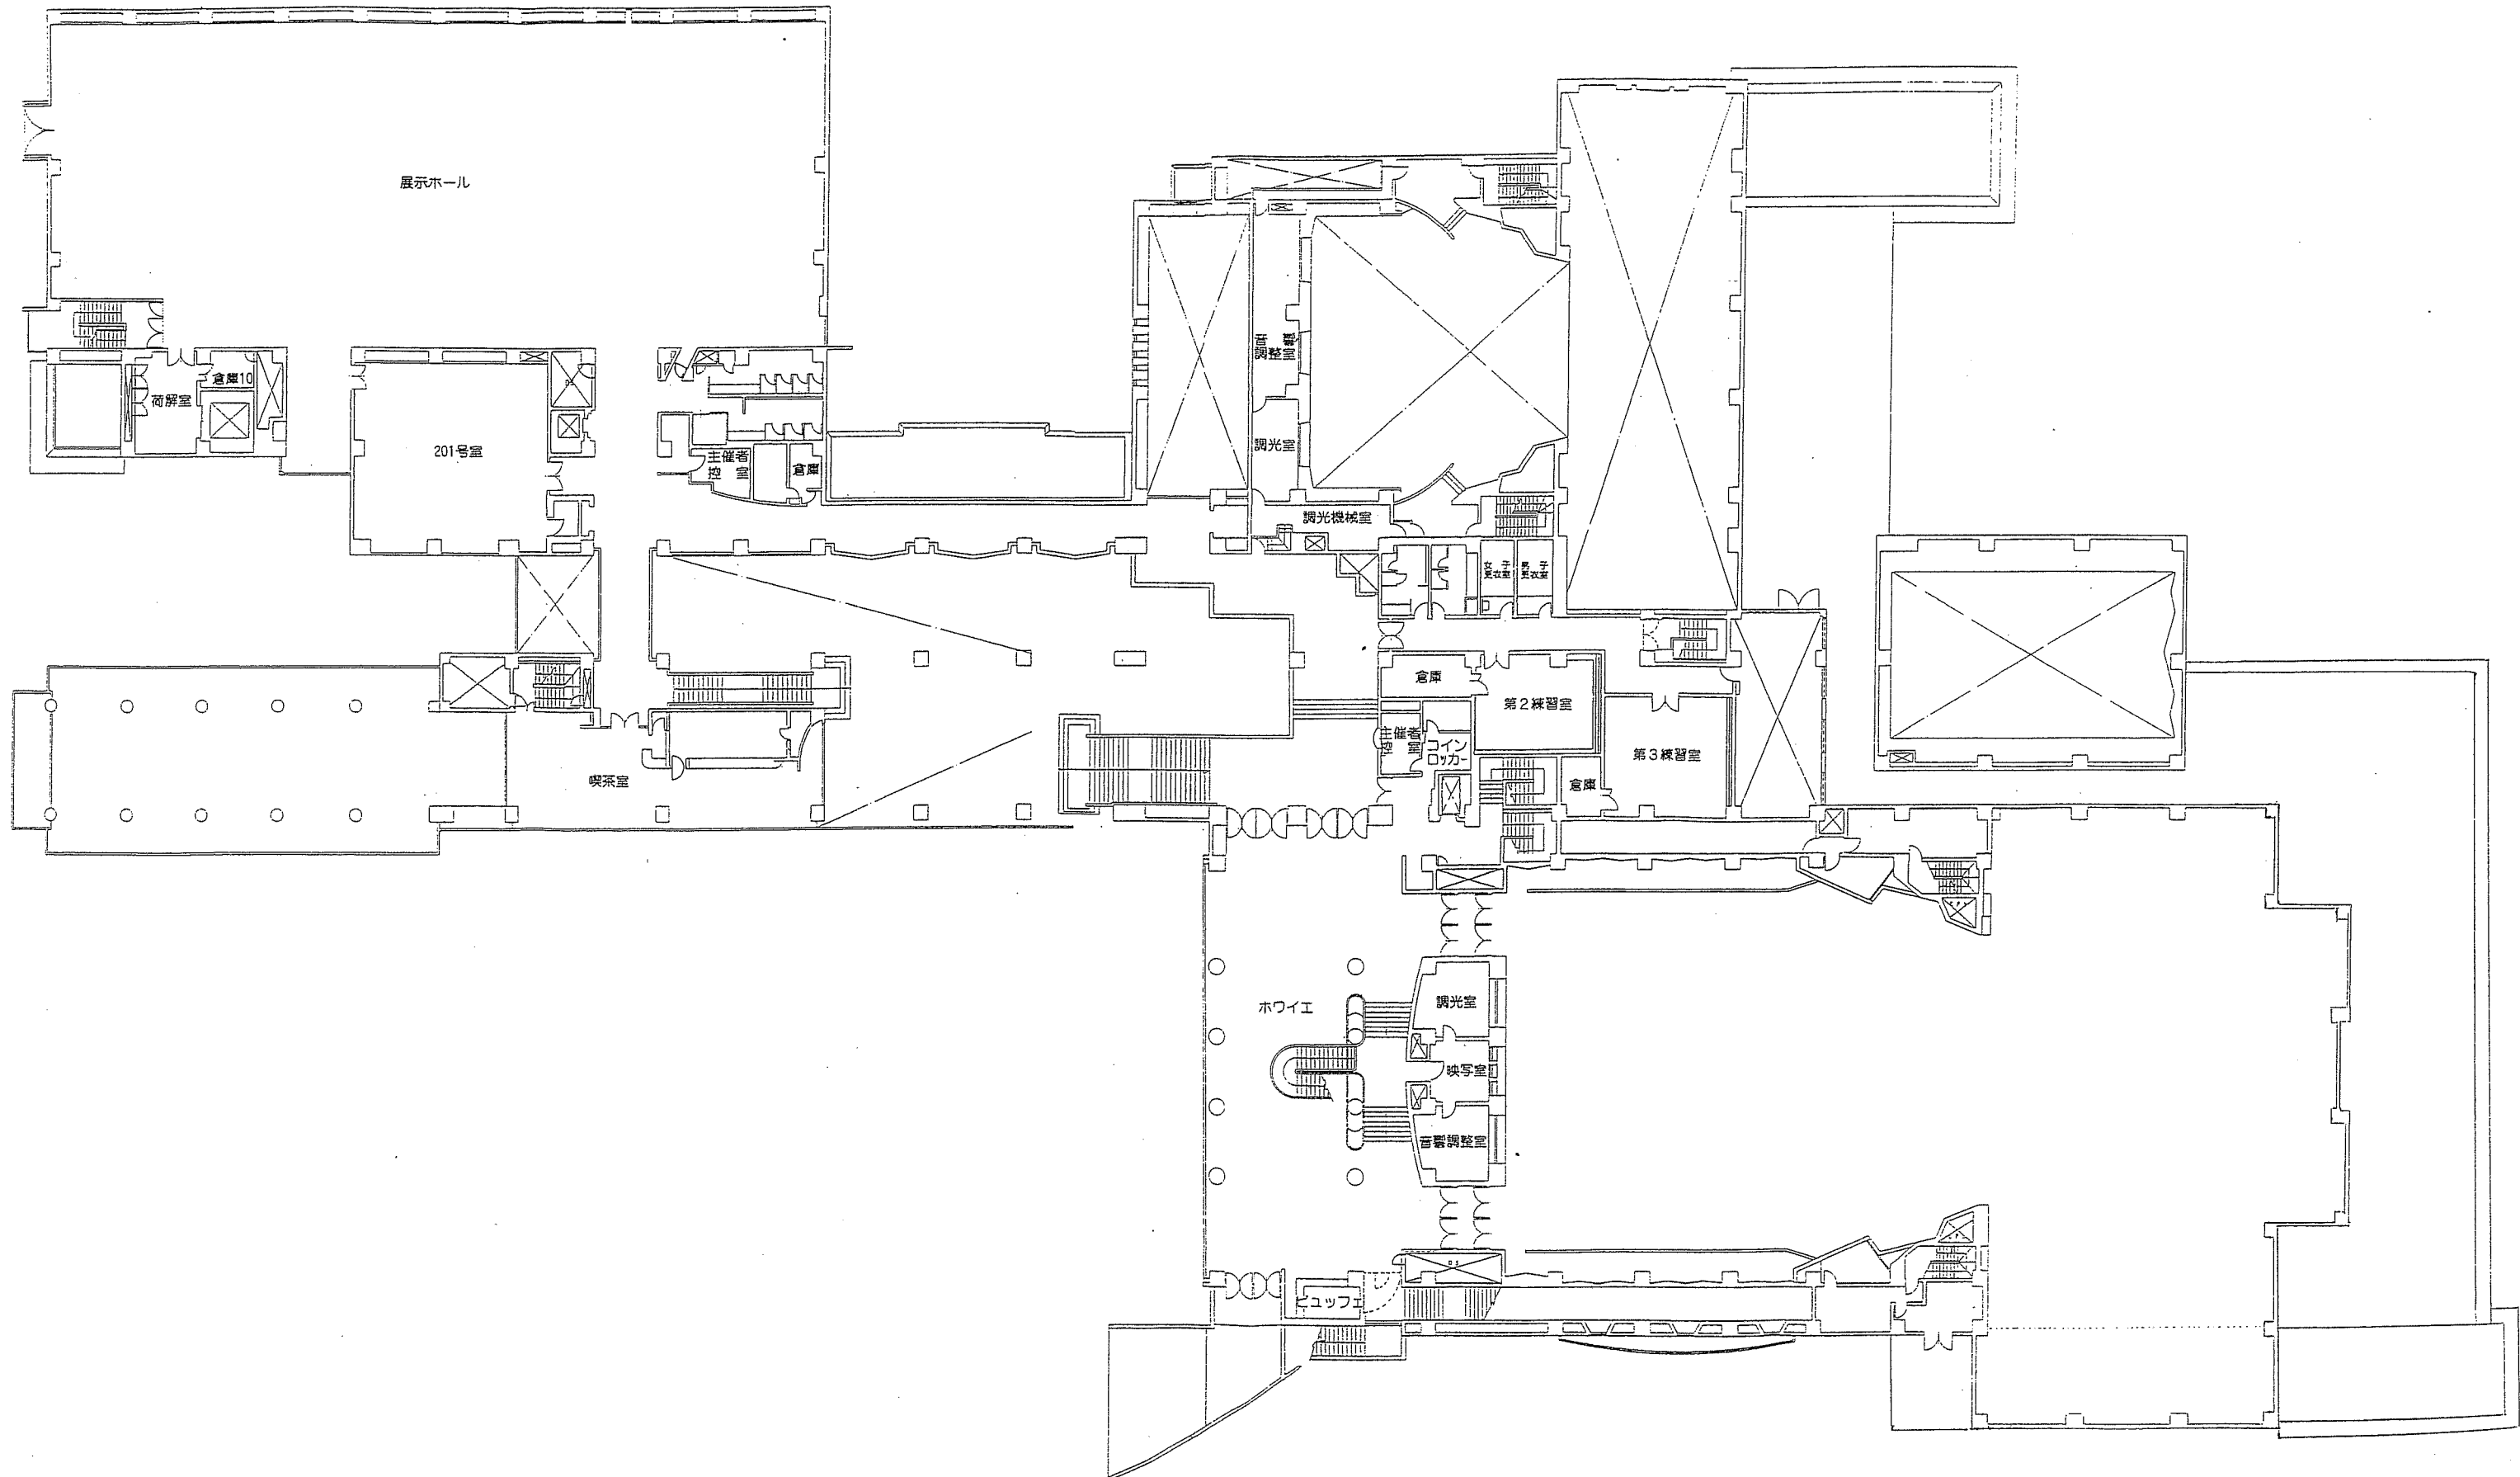 展示ホール
音響
調整室
倉庫10
荷解室
201号室
調光室
主催者
控室
倉庫
調光機械室
女子
更衣室
男子
更衣室
倉庫
第2練習室
主催者
控室
コイン
ロッカー
第3練習室
喫茶室
倉庫
調光室
ホワイエ
映写室
音響調整室
ビュッフェ